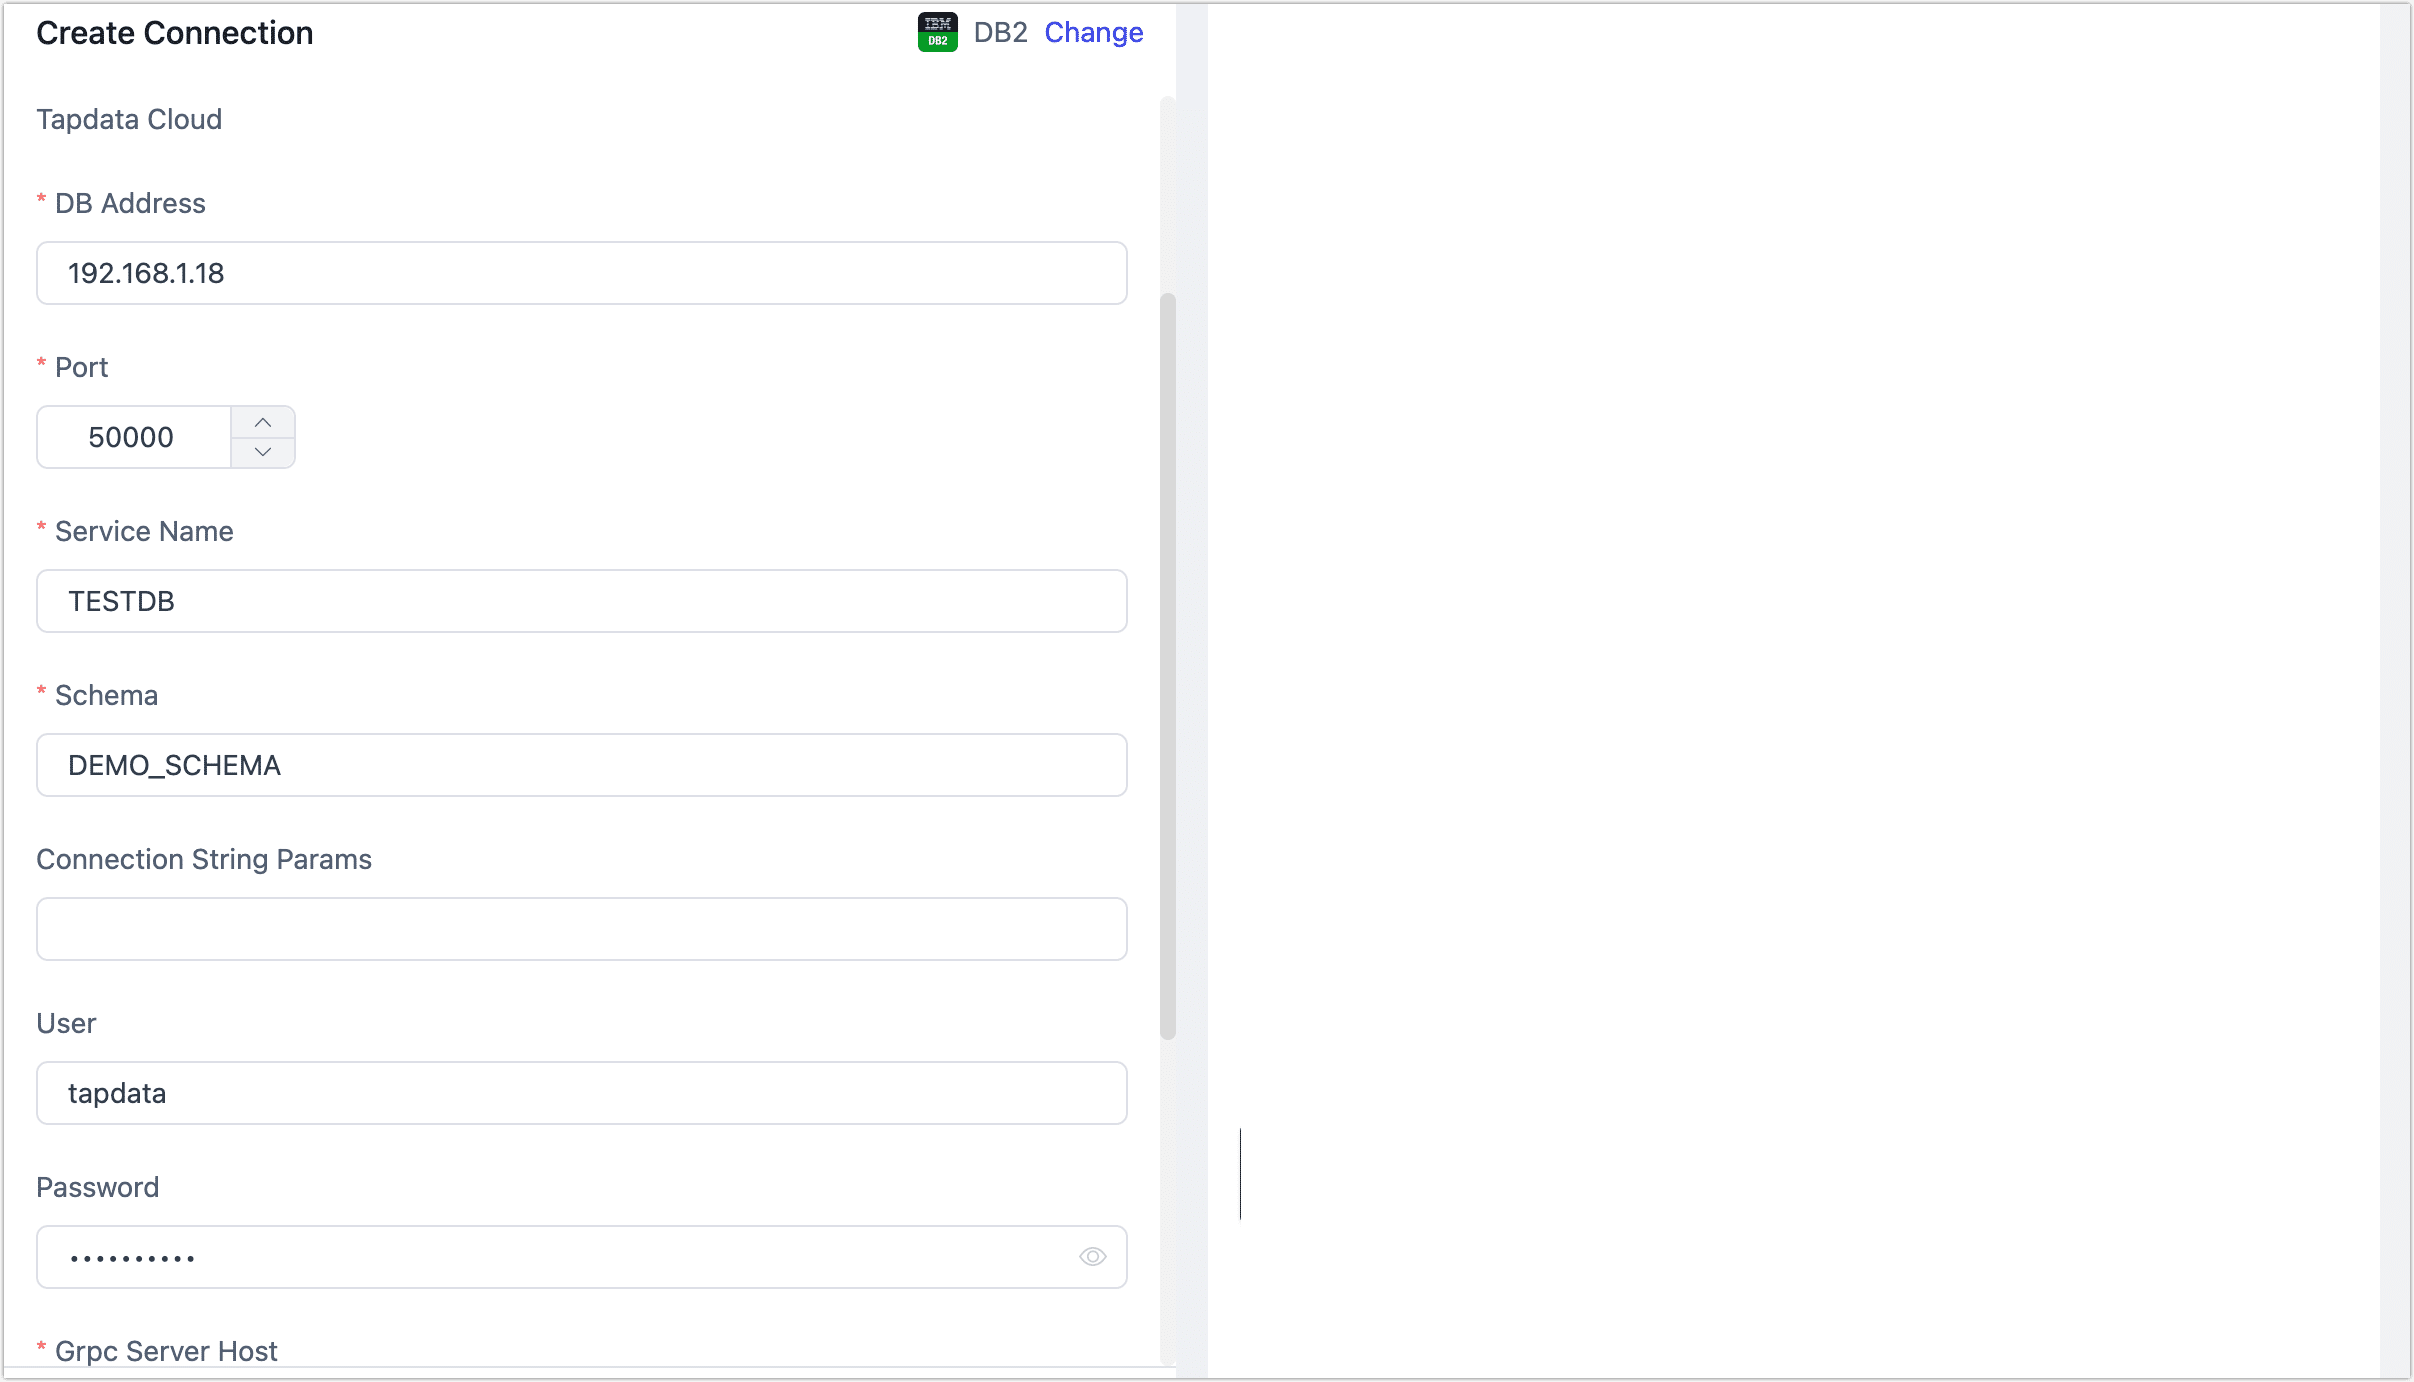 Create Connection
IBM
DB2
DB2 Change
Tapdata Cloud
* DB Address
192.168.1.18
* Port
50000
* Service Name
TESTDB
* Schema
DEMO_SCHEMA
Connection String Params
User
tapdata
Password
••••••••••
* Grpc Server Host